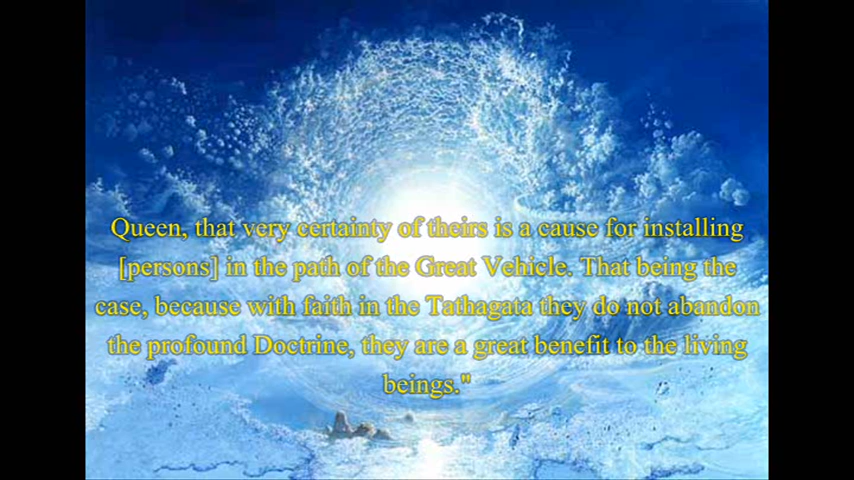 Queen, that very certainty of theirs is a cause for installing
[persons] in the path of the Great Vehicle. That being the
case, because with faith in the Tathagata they do not abandon
the profound Doctrine, they are a great benefit to the living
beings."